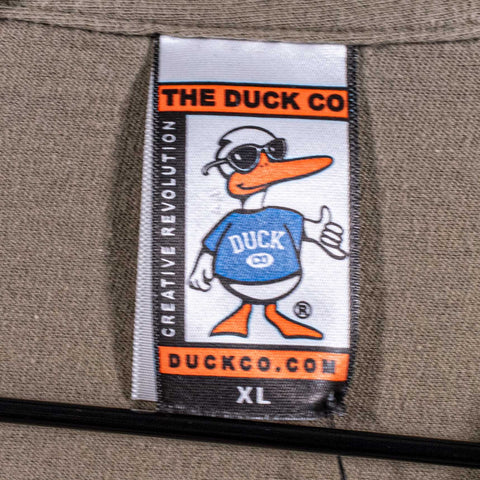 THE DUCK CO
CREATIVE REVOLUTION
DUCK
CO
®
DUCKCO.COM
XL